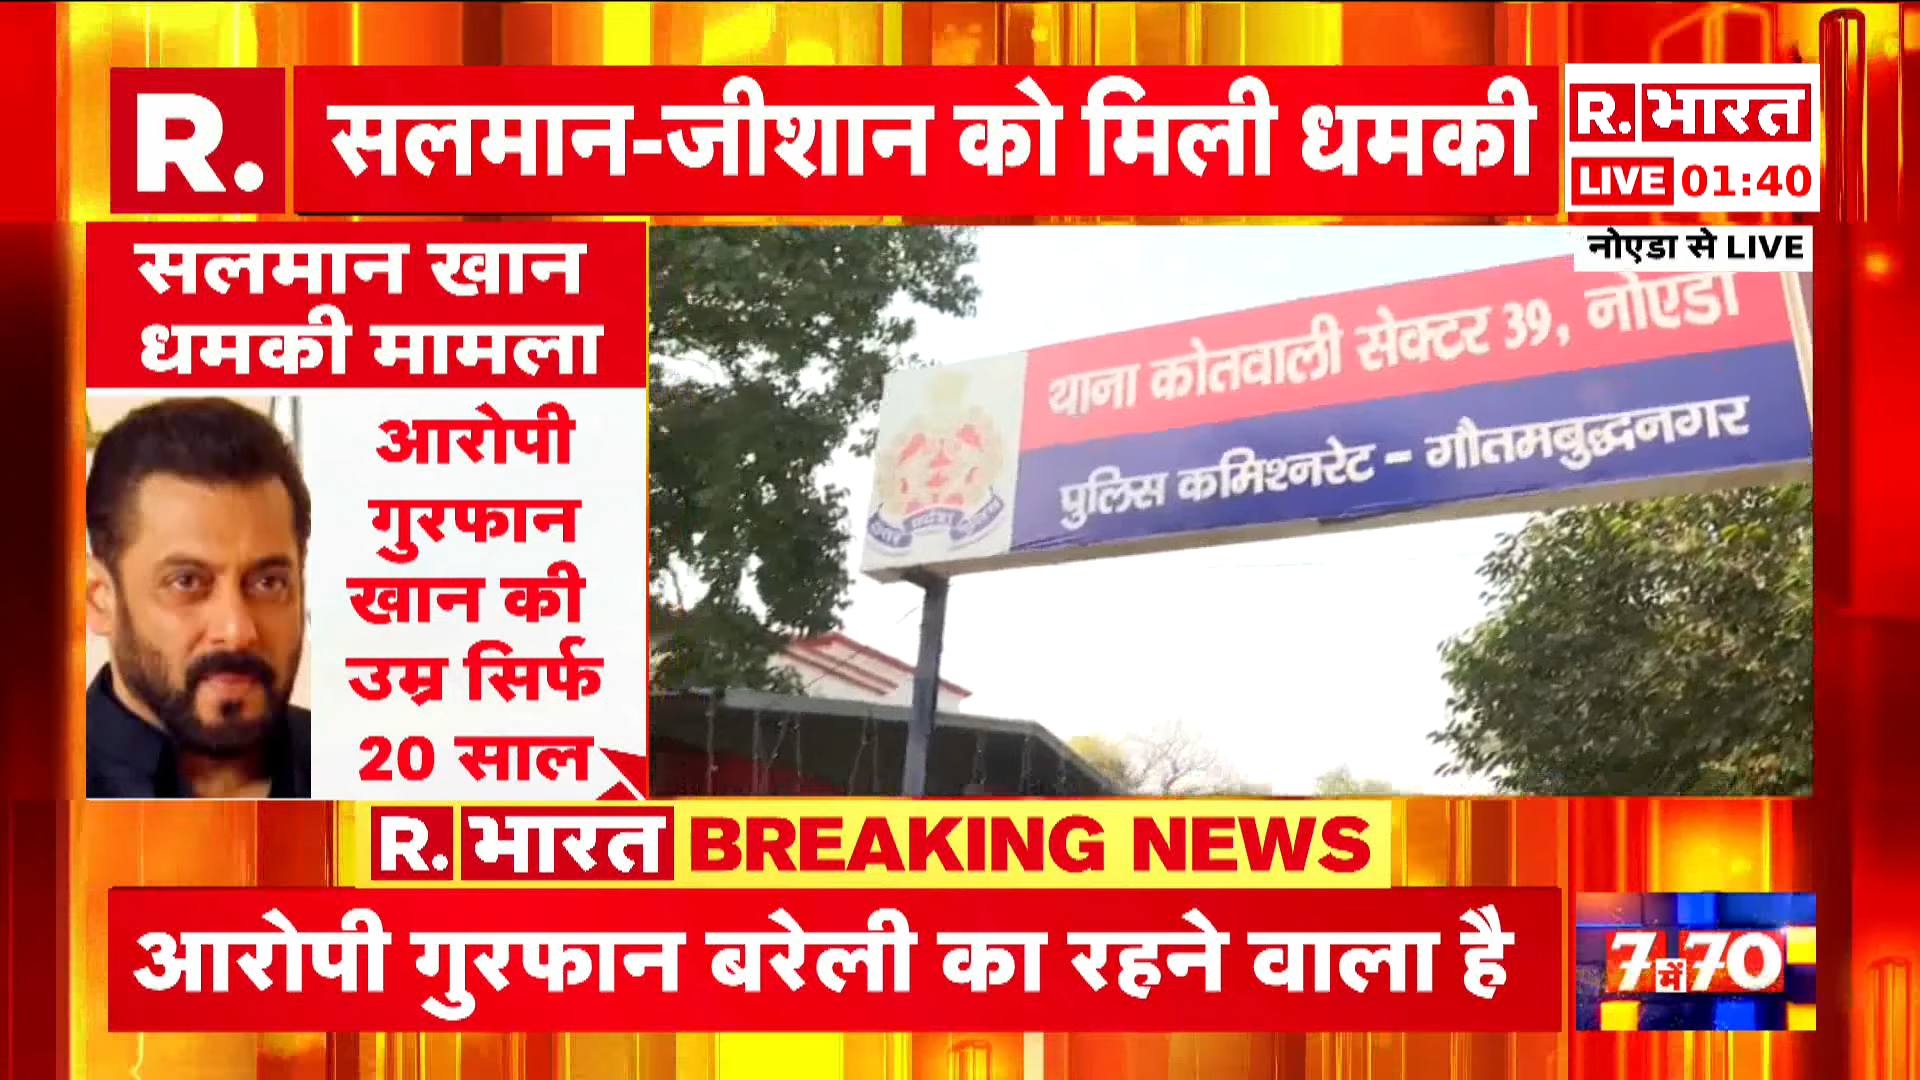 R.
सलमान-जीशान को मिली धमकी
R. भारत
LIVE 01:40
नोएडा से LIVE
सलमान खान
धमकी मामला
आरोपी
गुरफान
खान की
उम्र सिर्फ
20 साल
थाना कोतवाली सेक्टर 39, नोएडा
पुलिस कमिश्नरेट - गौतमबुद्धनगर
R. भारत BREAKING NEWS
आरोपी गुरफान बरेली का रहने वाला है
7 में 70